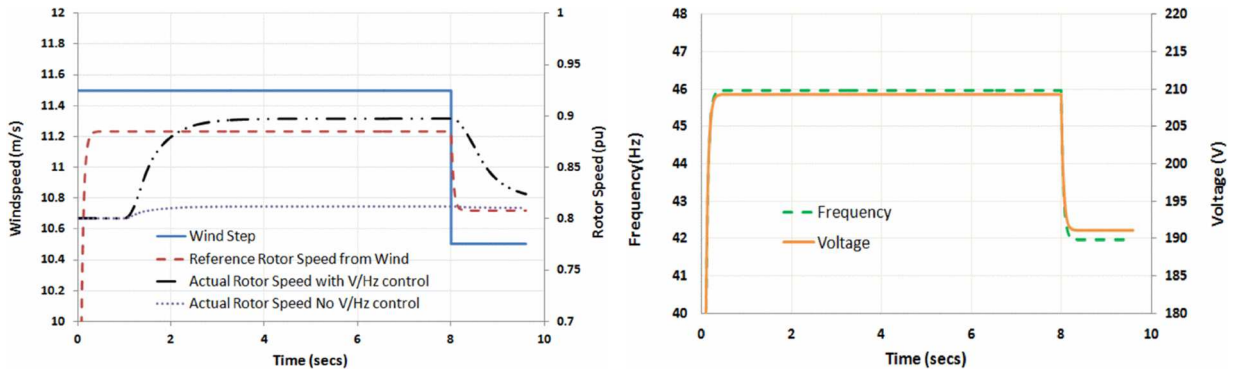 12
11.8
11.6
11.4
11.2
11
10.8
10.6
10.4
10.2
10
Windspeed (m/s)
1
0.95
0.9
0.85
0.8
0.75
0.7
Rotor Speed (pu)
Wind Step
Reference Rotor Speed from Wind
Actual Rotor Speed with V/Hz control
Actual Rotor Speed No V/Hz control
0 2 4 6 8 10
Time (secs)
48
47
46
45
44
43
42
41
40
Frequency(Hz)
220
215
210
205
200
195
190
185
180
Voltage (V)
Frequency
Voltage
0 2 4 6 8 10
Time (secs)